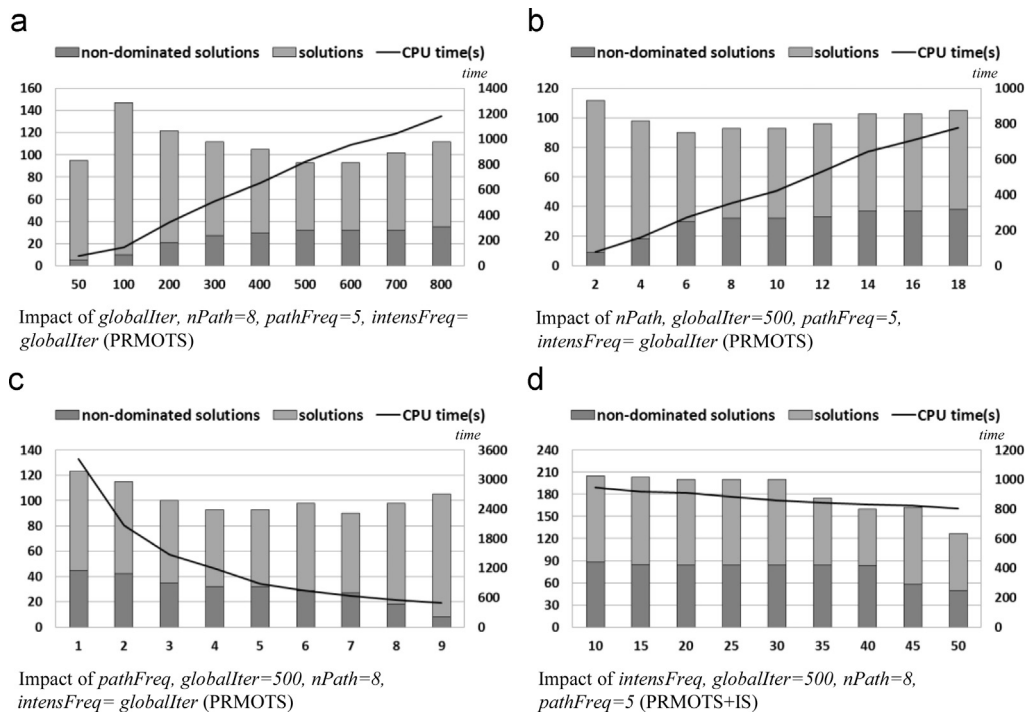 a
non-dominated solutions solutions CPU time(s)
time
160 140 120 100 80 60 40 20 0
1400 1200 1000 800 600 400 200 0
50 100 200 300 400 500 600 700 800
Impact of globalIter, nPath=8, pathFreq=5, intensFreq=
globalIter (PRMOTS)
b
non-dominated solutions solutions CPU time(s)
time
120 100 80 60 40 20 0
1000 800 600 400 200 0
2 4 6 8 10 12 14 16 18
Impact of nPath, globalIter=500, pathFreq=5,
intensFreq= globalIter (PRMOTS)
c
non-dominated solutions solutions CPU time(s)
time
140 120 100 80 60 40 20 0
3600 3000 2400 1800 1200 600 0
1 2 3 4 5 6 7 8 9
Impact of pathFreq, globalIter=500, nPath=8,
intensFreq= globalIter (PRMOTS)
d
non-dominated solutions solutions CPU time(s)
time
240 210 180 150 120 90 60 30 0
1200 1000 800 600 400 200 0
10 15 20 25 30 35 40 45 50
Impact of intensFreq, globalIter=500, nPath=8,
pathFreq=5 (PRMOTS+IS)